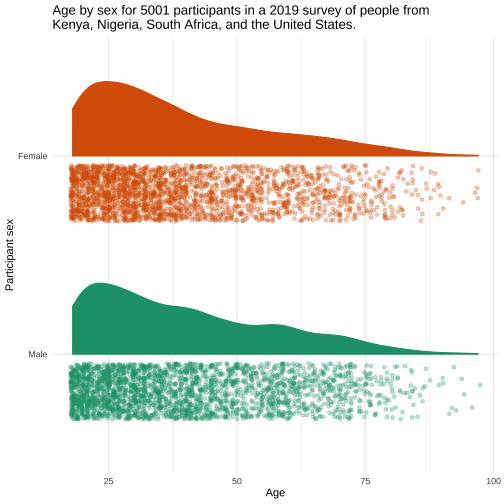 Age by sex for 5001 participants in a 2019 survey of people from
Kenya, Nigeria, South Africa, and the United States.
Female
Participant sex
Male
25 50 75 100
Age